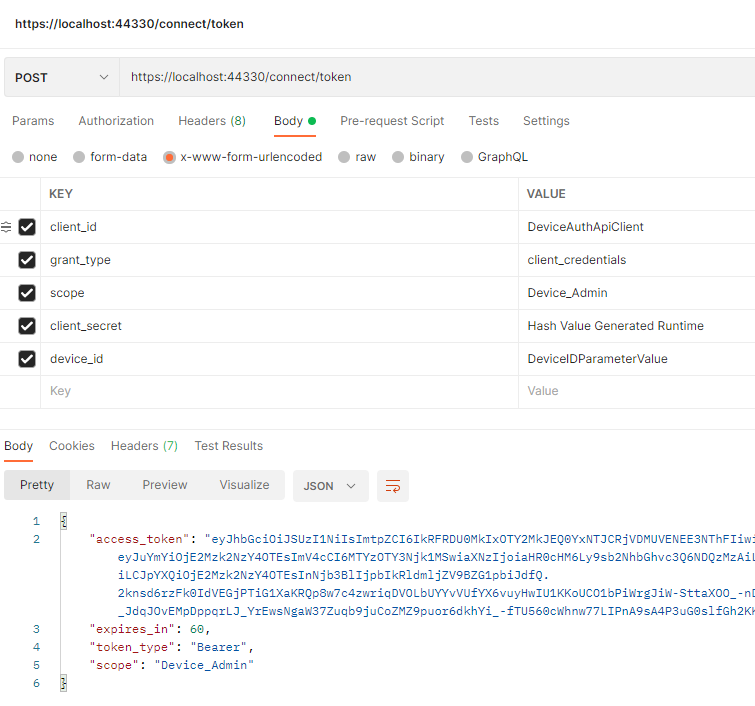 https://localhost:44330/connect/token
POST https://localhost:44330/connect/token
Params Authorization Headers (8) Body Pre-request Script Tests Settings
none form-data x-www-form-urlencoded raw binary GraphQL
KEY VALUE
client_id DeviceAuthApiClient
grant_type client_credentials
scope Device_Admin
client_secret Hash Value Generated Runtime
device_id DeviceIDParameterValue
Key Value
Body Cookies Headers (7) Test Results
Pretty Raw Preview Visualize JSON
1 {
2 "access_token": "eyJhbGciOiJSUzI1NiIsImtpZCI6IkRFRDU0MkIxOTY2MkJEQ0YxNTJCRjVDMUVENEE3NThFIiwi
eyJuYmYiOjE2Mzk2NzY4OTEsImV4cCI6MTYzOTY3Njk1MSwiaXNzIjoiaHR0cHM6Ly9sb2NhbGhvc3Q6NDQzMzAiL
iLCJpYXQiOjE2Mzk2NzY4OTEsInNjb3BlIjpbIkRldmljZV9BZG1pbiJdfQ.
2knsd6rzFk0IdVEGjPTiG1XaKRQp8w7c4zwriqDVOLbUYYvVUfYX6vuyHwIU1KKoUCO1bPiWrgJiW-SttaXOO_-nD
_JdqJOvEMpDppqrLJ_YrEwsNgaW37Zuqb9juCoZMZ9puor6dkhYi_-fTU560cWhnw77LIPnA9sA4P3uG0slfGh2KK
3 "expires_in": 60,
4 "token_type": "Bearer",
5 "scope": "Device_Admin"
6 }